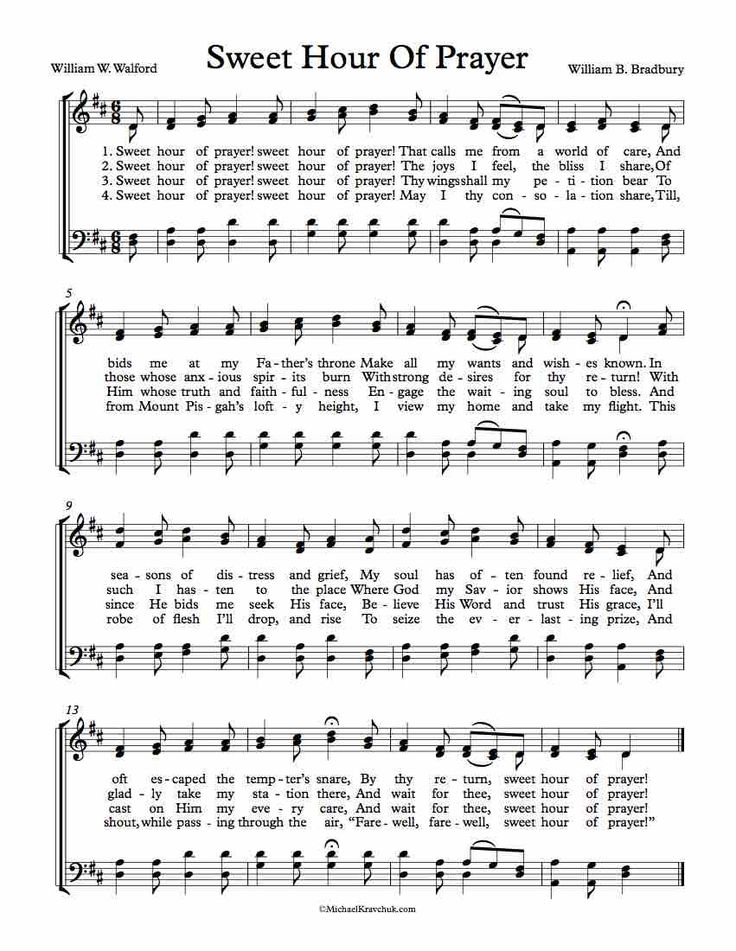 Sweet Hour Of Prayer
William W. Walford
William B. Bradbury
1. Sweet hour of prayer! sweet hour of prayer! That calls me from a world of care, And
2. Sweet hour of prayer! sweet hour of prayer! The joys I feel, the bliss I share, Of
3. Sweet hour of prayer! sweet hour of prayer! Thy wings shall my pe - ti - tion bear To
4. Sweet hour of prayer! sweet hour of prayer! May I thy con - so - la - tion share, Till,
5
bids me at my Fa - ther's throne Make all my wants and wish - es known. In
those whose anx - ious spir - its burn With strong de - sires for thy re - turn! With
Him whose truth and faith - ful - ness En - gage the wait - ing soul to bless. And
from Mount Pis - gah's loft - y height, I view my home and take my flight. This
9
sea - sons of dis - tress and grief, My soul has of - ten found re - lief, And
such I has - ten to the place Where God my Sav - ior shows His face, And
since He bids me seek His face, Be - lieve His Word and trust His grace, I'll
robe of flesh I'll drop, and rise To seize the ev - er - last - ing prize, And
13
oft es - caped the temp - ter's snare, By thy re - turn, sweet hour of prayer!
glad - ly take my sta - tion there, And wait for thee, sweet hour of prayer!
cast on Him my eve - ry care, And wait for thee, sweet hour of prayer!
shout, while pass - ing through the air, "Fare - well, fare - well, sweet hour of prayer!"
©MichaelKravchuk.com